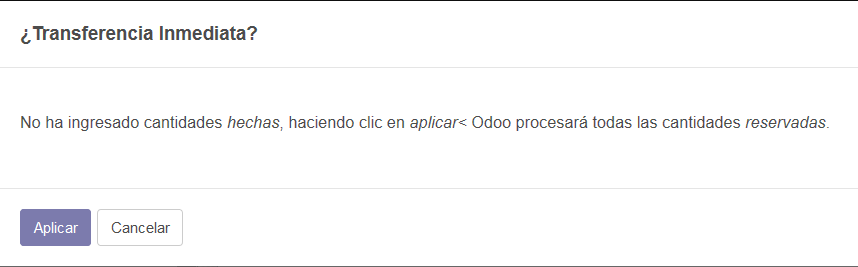 ¿Transferencia Inmediata?
No ha ingresado cantidades hechas, haciendo clic en aplicar< Odoo procesará todas las cantidades reservadas.
Aplicar Cancelar